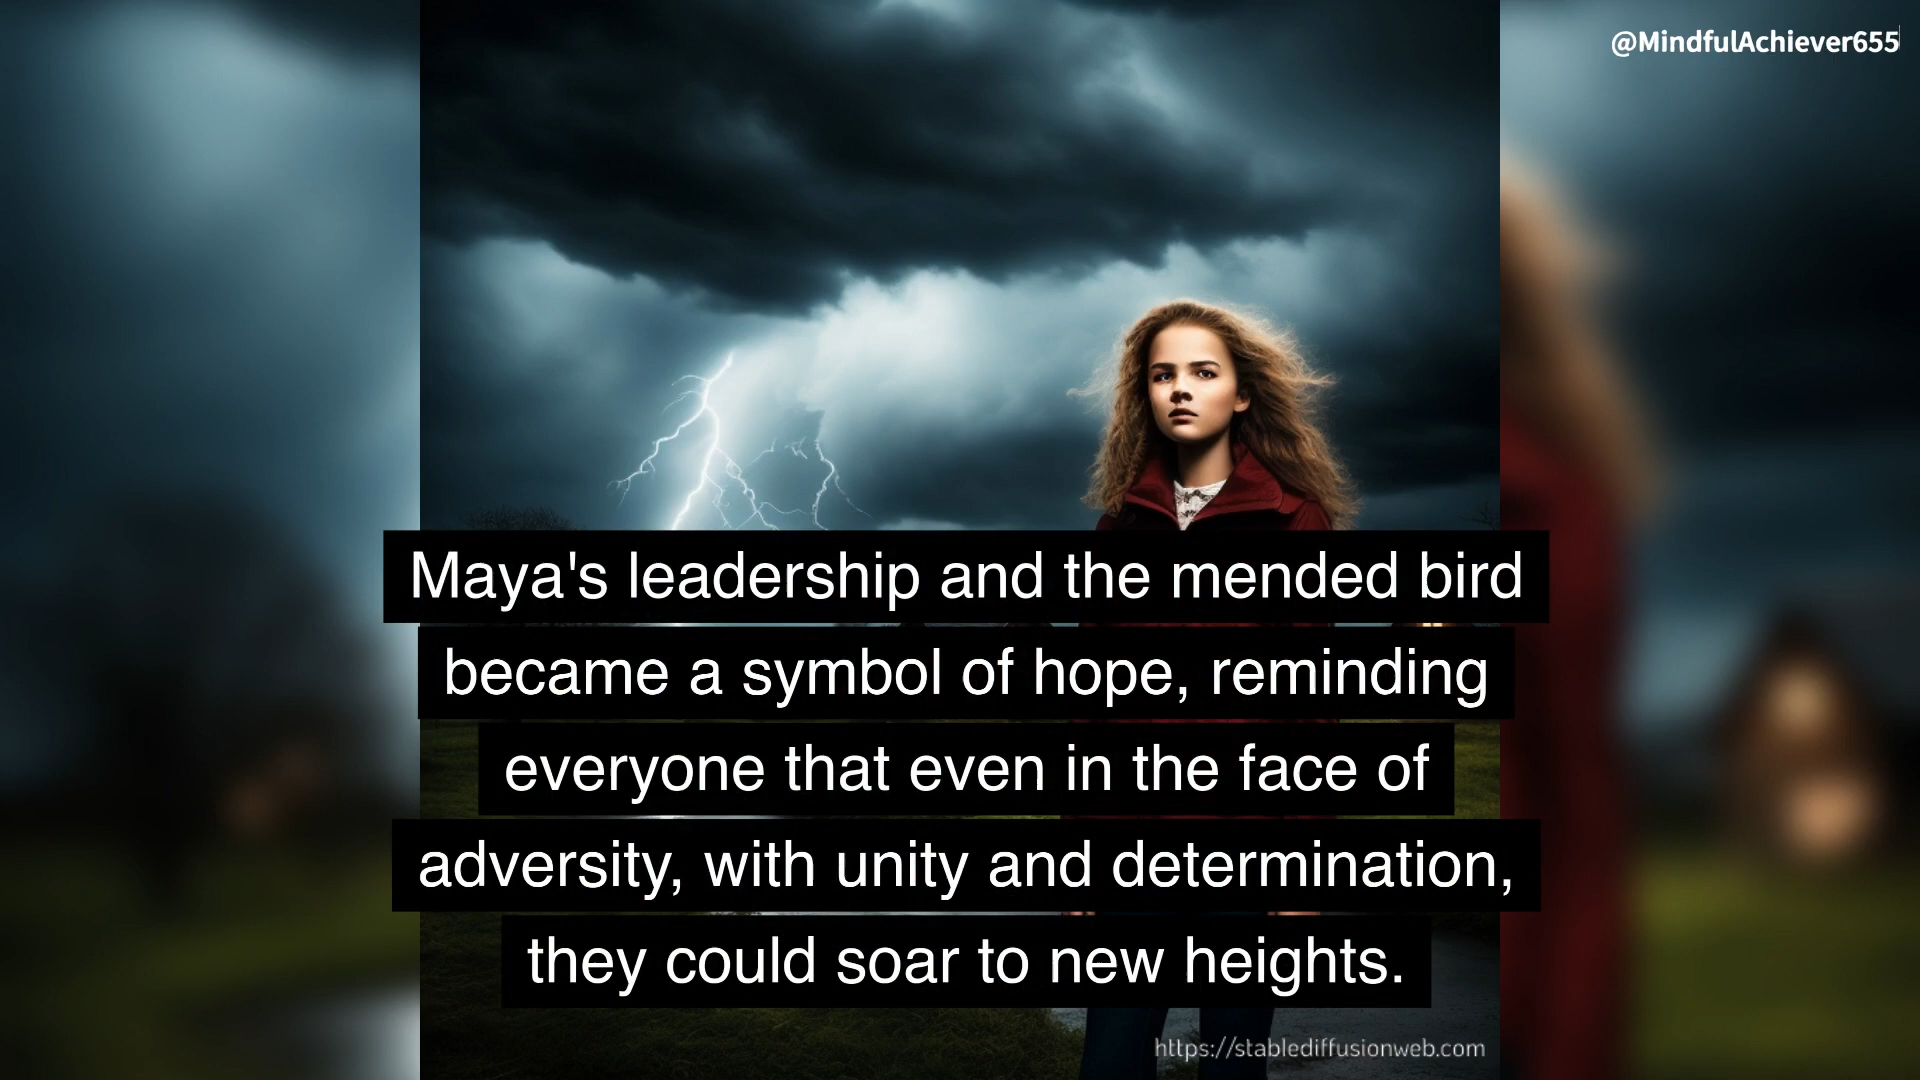 @MindfulAchiever655
Maya's leadership and the mended bird
became a symbol of hope, reminding
everyone that even in the face of
adversity, with unity and determination,
they could soar to new heights.
https://stablediffusionweb.com